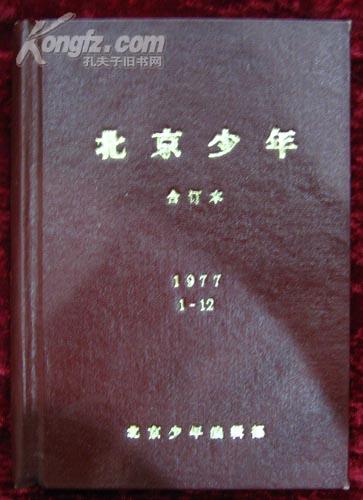 Kongfz.com
孔夫子旧书网
北京少年
合订本
1977
1-12
北京少年编辑部